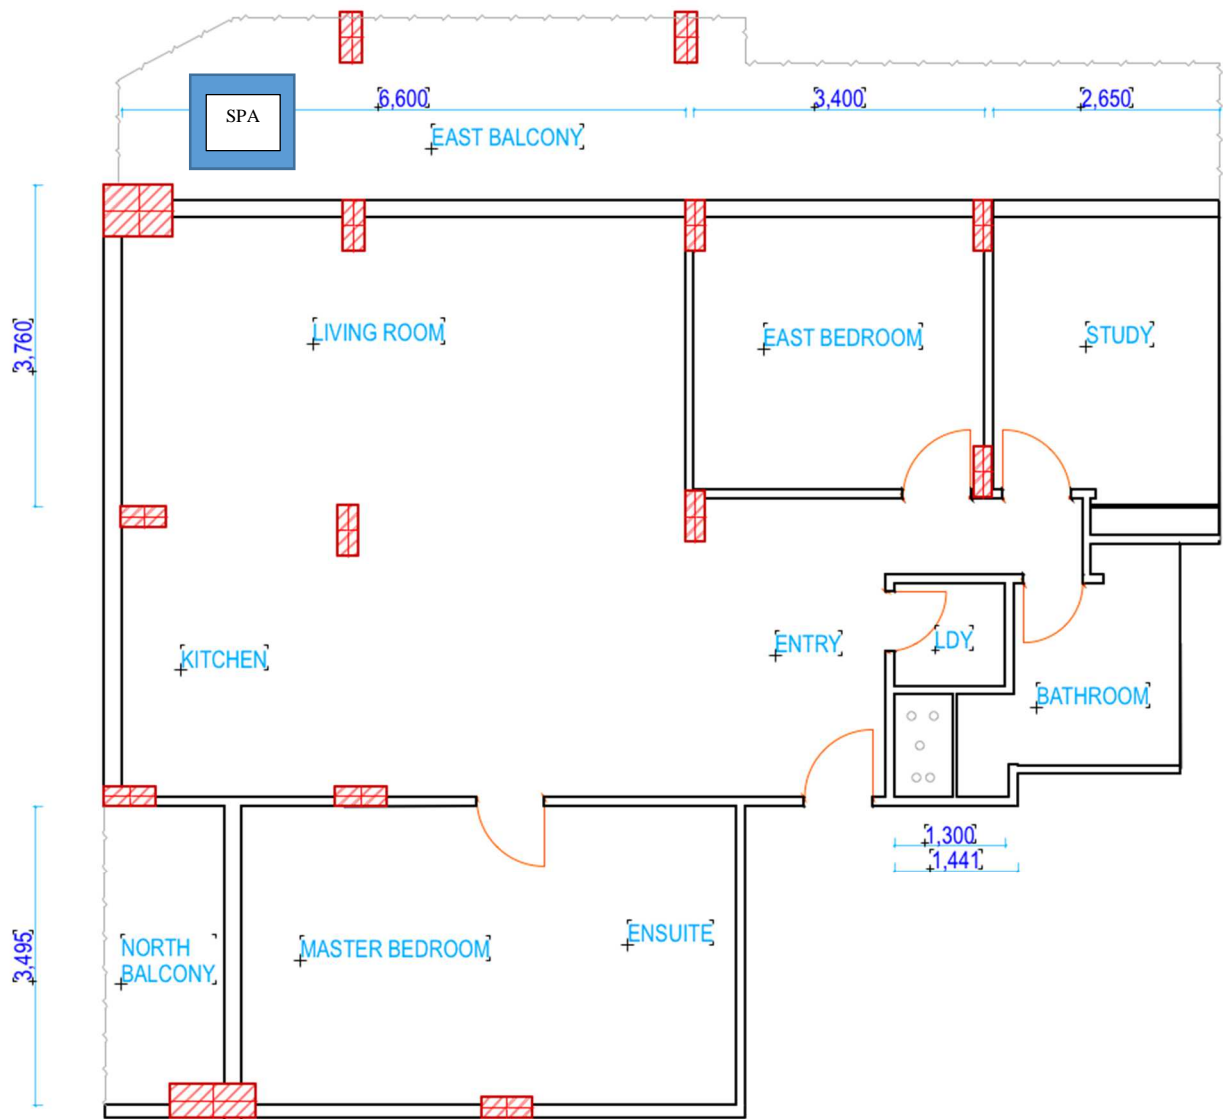 6,600
3,400
2,650
SPA
EAST BALCONY
3,760
LIVING ROOM
EAST BEDROOM
STUDY
KITCHEN
ENTRY
LDY
BATHROOM
1,300
1,441
3,495
NORTH
BALCONY
MASTER BEDROOM
ENSUITE